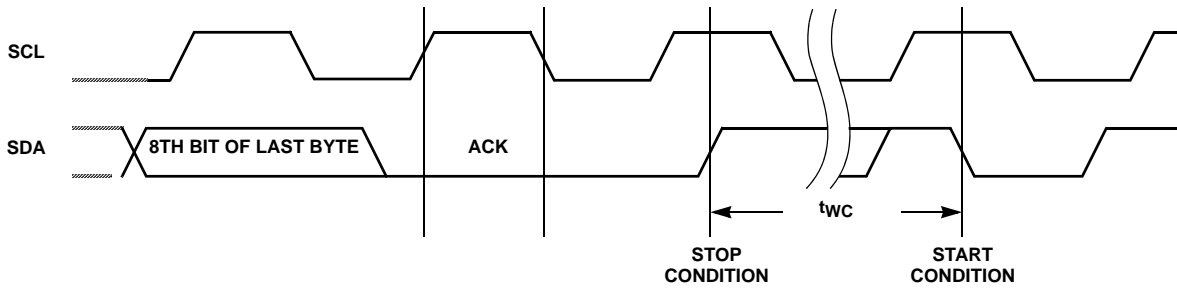 SCL
SDA
8TH BIT OF LAST BYTE
ACK
tWC
STOP
CONDITION
START
CONDITION